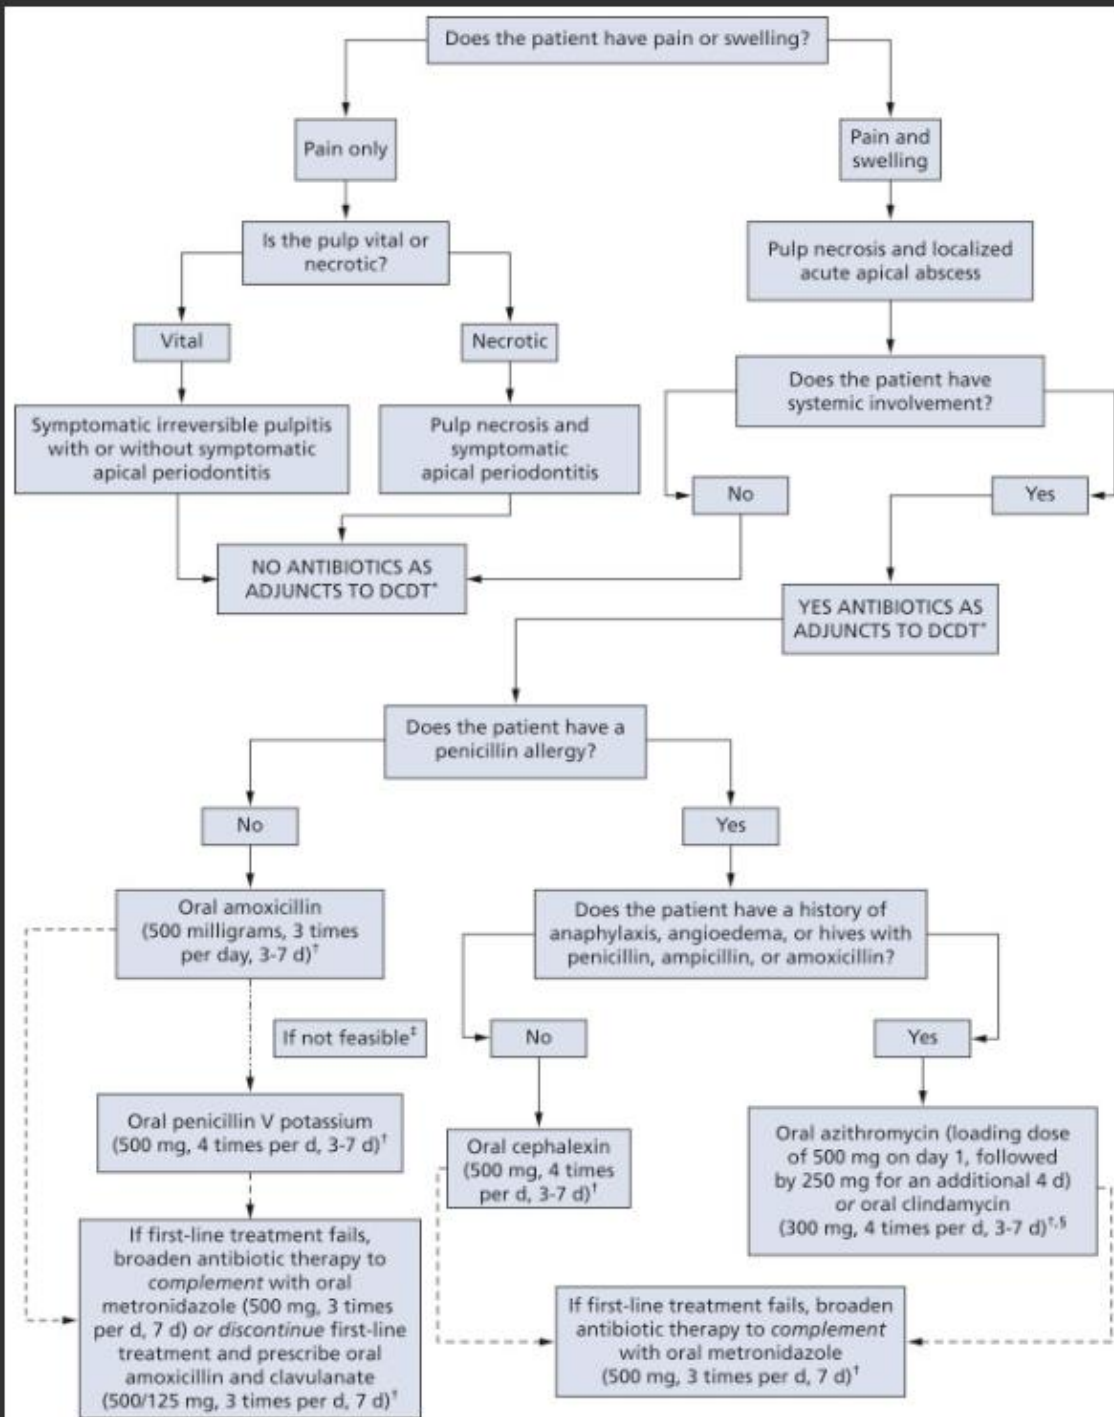 Does the patient have pain or swelling?
Pain only
Pain and
swelling
Is the pulp vital or
necrotic?
Pulp necrosis and localized
acute apical abscess
Vital
Necrotic
Does the patient have
systemic involvement?
Symptomatic irreversible pulpitis
with or without symptomatic
apical periodontitis
Pulp necrosis and
symptomatic
apical periodontitis
No
Yes
NO ANTIBIOTICS AS
ADJUNCTS TO DCDT*
YES ANTIBIOTICS AS
ADJUNCTS TO DCDT*
Does the patient have a
penicillin allergy?
No
Yes
Oral amoxicillin
(500 milligrams, 3 times
per day, 3-7 d)†
Does the patient have a history of
anaphylaxis, angioedema, or hives with
penicillin, ampicillin, or amoxicillin?
If not feasible‡
No
Yes
Oral penicillin V potassium
(500 mg, 4 times per d, 3-7 d)†
Oral cephalexin
(500 mg, 4 times
per d, 3-7 d)†
Oral azithromycin (loading dose
of 500 mg on day 1, followed
by 250 mg for an additional 4 d)
or oral clindamycin
(300 mg, 4 times per d, 3-7 d)†,§
If first-line treatment fails,
broaden antibiotic therapy to
complement with oral
metronidazole (500 mg, 3 times
per d, 7 d) or discontinue first-line
treatment and prescribe oral
amoxicillin and clavulanate
(500/125 mg, 3 times per d, 7 d)†
If first-line treatment fails, broaden
antibiotic therapy to complement
with oral metronidazole
(500 mg, 3 times per d, 7 d)†